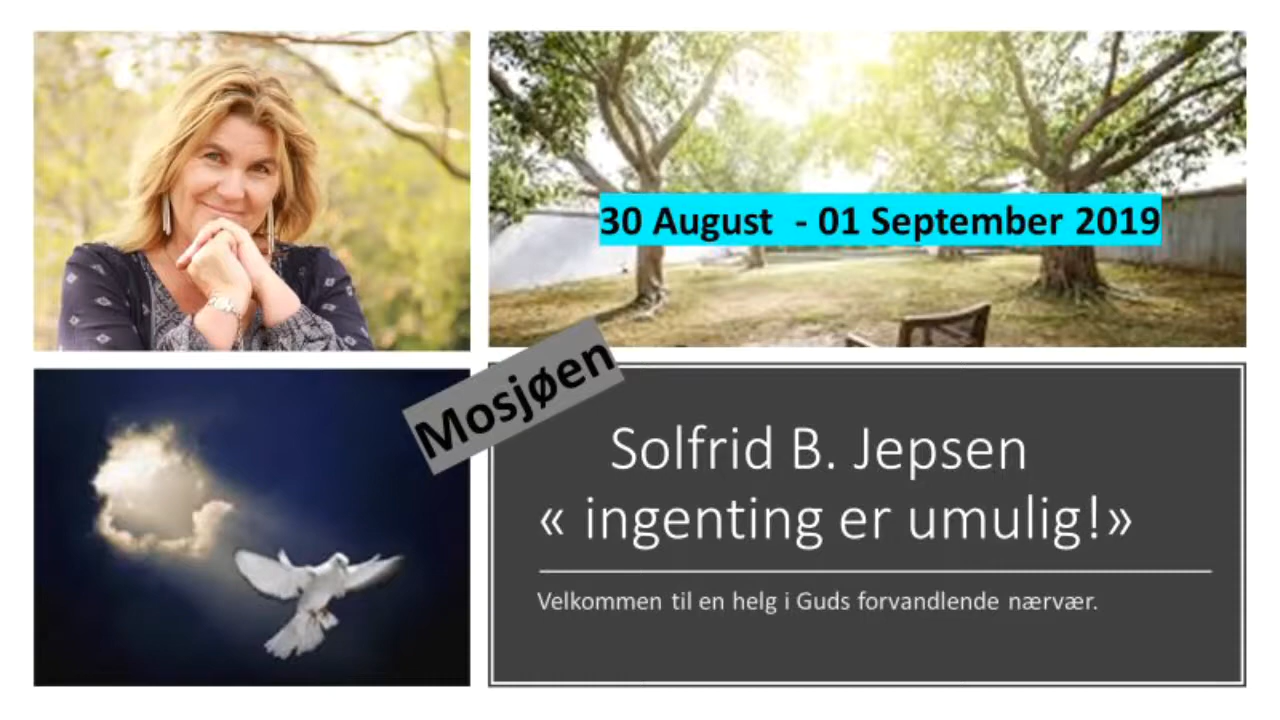 30 August - 01 September 2019
Mosjøen
Solfrid B. Jepsen
« ingenting er umulig!»
Velkommen til en helg i Guds forvandlende nærvær.